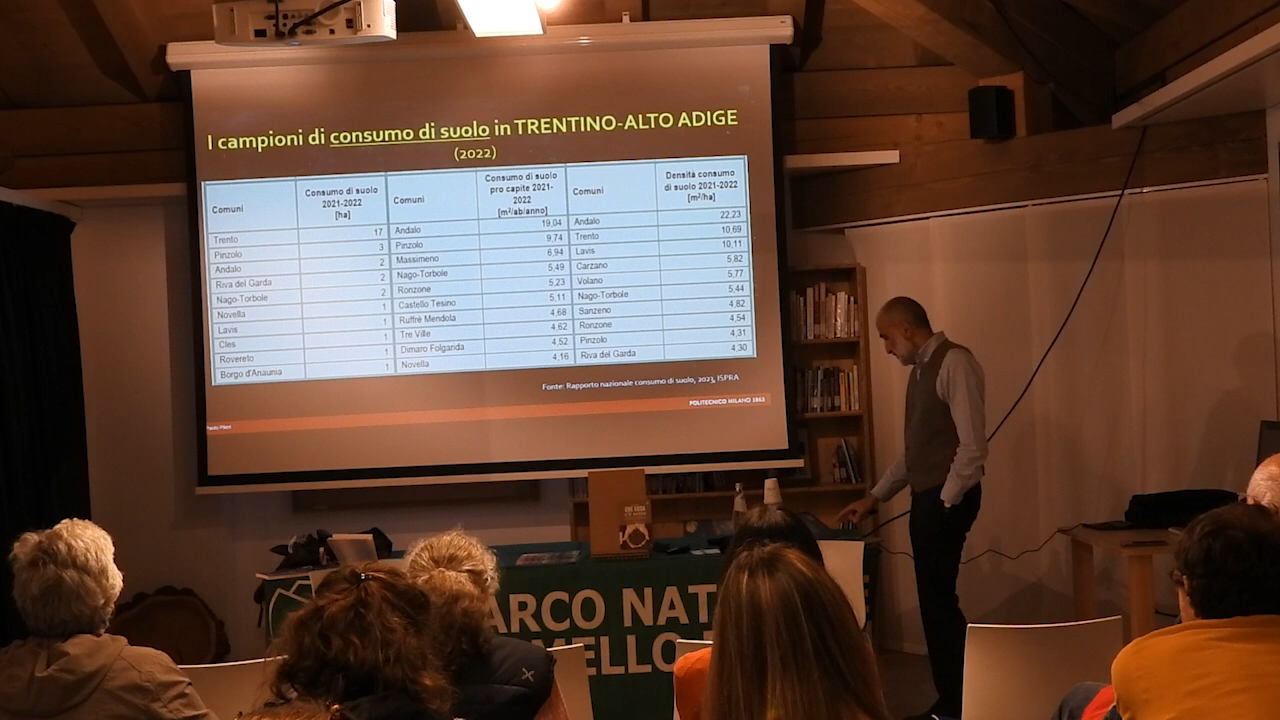 I campioni di consumo di suolo in TRENTINO-ALTO ADIGE
(2022)
Comuni | Consumo di suolo 2021-2022 [ha] | Comuni | Consumo di suolo pro capite 2021-2022 [m²/ab/anno] | Comuni | Densità consumo di suolo 2021-2022 [m²/ha]
Trento | 17 | Andalo | 19,04 | Andalo | 22,23
Pinzolo | 3 | Pinzolo | 9,74 | Trento | 10,69
Andalo | 2 | Massimeno | 6,94 | Lavis | 10,11
Riva del Garda | 2 | Nago-Torbole | 5,49 | Carzano | 5,82
Nago-Torbole | 2 | Ronzone | 5,23 | Volano | 5,77
Novella | 1 | Castello Tesino | 5,11 | Nago-Torbole | 5,44
Lavis | 1 | Ruffrè Mendola | 4,68 | Sanzeno | 4,82
Cles | 1 | Tre Ville | 4,62 | Ronzone | 4,54
Rovereto | 1 | Dimaro Folgarida | 4,52 | Pinzolo | 4,31
Borgo d'Anaunia | 1 | Novella | 4,16 | Riva del Garda | 4,30
Fonte: Rapporto nazionale consumo di suolo, 2023, ISPRA
POLITECNICO MILANO 1863
Paolo Pileri
ARCO NAT
MELLO